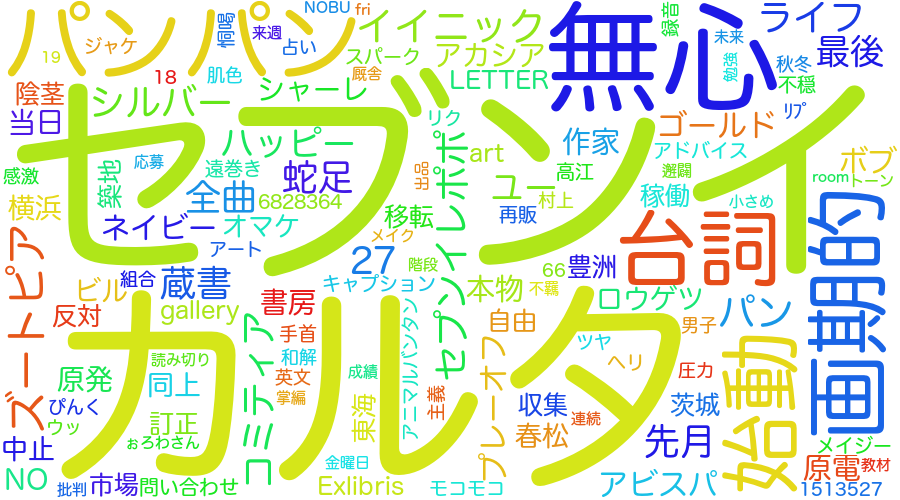 パンパン
19
ジャケ
恫喝
来週
NOBU
fri
占い
イイニック
スパーク
アカシア
厩舎
LETTER
無心
録音
ライフ
最後
未来
勉強
秋冬
不穏
18
肌色
陰茎
シルバー
シャーレ
当日
ハッピー
リク
セブンイ
作家
ゴールド
リプ
アドバイス
ボブ
邂闘
room
トーン
感激
築地
応募
遠巻き
蛇足
出品
art
高江
稼働
小さめ
全曲
6828364
ユー
村上
横浜
ネイビー
オマケ
移転
再販
台詞
画期的
アート
メイク
27
階段
セブンイレポポポ
66
豊洲
組合
蔵書
キャプション
本物
不羈
ロウゲツ
パン
ズートピア
ビル
gallery
書房
反対
手首
コミティア
カルタ
自由
男子
始動
読み切り
和解
アニマルバンタン
ツヤ
ヘリ
圧力
原発
同上
英文
成績
主義
プレーオフ
掌編
収集
茨城
ぴんく
訂正
東海
連続
ウッ
ぉろわさん
春松
先月
メイジー
中止
金曜日
原電
教材
NO
批判
市場
問い合わせ
Exlibris
モコモコ
アビスパ
1513527